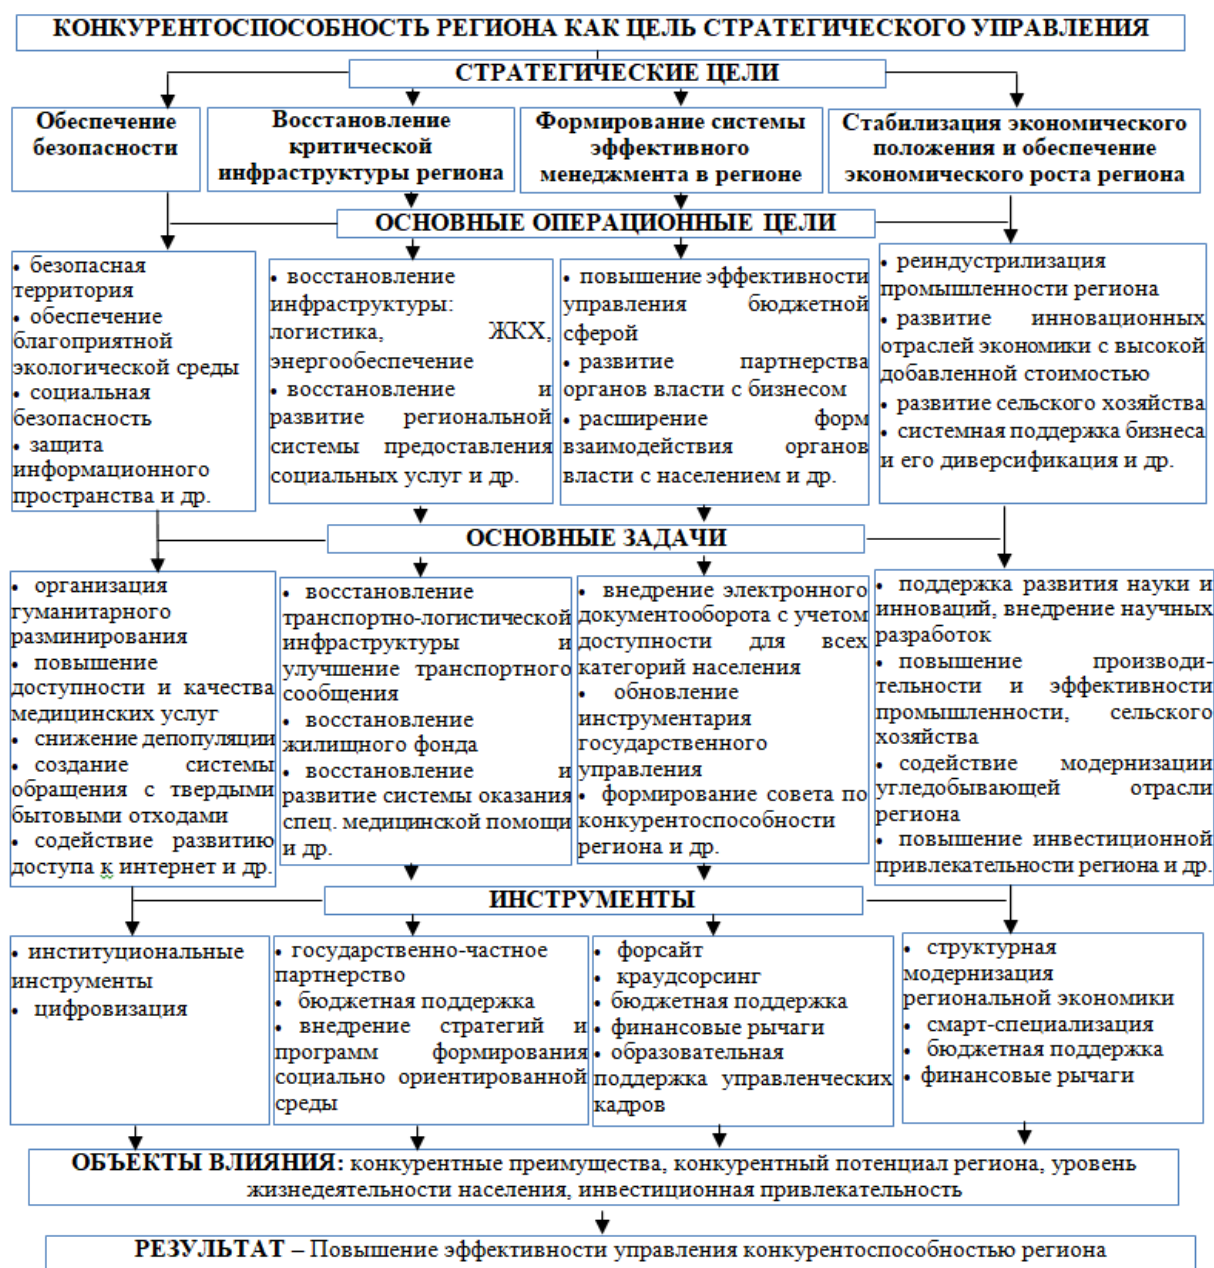 КОНКУРЕНТОСПОСОБНОСТЬ РЕГИОНА КАК ЦЕЛЬ СТРАТЕГИЧЕСКОГО УПРАВЛЕНИЯ
СТРАТЕГИЧЕСКИЕ ЦЕЛИ
Обеспечение
безопасности
Восстановление
критической
инфраструктуры региона
Формирование системы
эффективного
менеджмента в регионе
Стабилизация экономического
положения и обеспечение
экономического роста региона
ОСНОВНЫЕ ОПЕРАЦИОННЫЕ ЦЕЛИ
• безопасная
территория
• обеспечение
благоприятной
экологической среды
• социальная
безопасность
• защита
информационного
пространства и др.
• восстановление
инфраструктуры:
логистика, ЖКХ,
энергообеспечение
• восстановление и
развитие региональной
системы предоставления
социальных услуг и др.
• повышение эффективности
управления бюджетной
сферой
• развитие партнерства
органов власти с бизнесом
• расширение форм
взаимодействия органов
власти с населением и др.
• реиндустрилизация
промышленности региона
• развитие инновационных
отраслей экономики с высокой
добавленной стоимостью
• развитие сельского хозяйства
• системная поддержка бизнеса
и его диверсификация и др.
ОСНОВНЫЕ ЗАДАЧИ
• организация
гуманитарного
разминирования
• повышение
доступности и качества
медицинских услуг
• снижение депопуляции
• создание системы
обращения с твердыми
бытовыми отходами
• содействие развитию
доступа к интернет и др.
• восстановление
транспортно-логистической
инфраструктуры и
улучшение транспортного
сообщения
• восстановление
жилищного фонда
• восстановление и
развитие системы оказания
спец. медицинской помощи
и др.
• внедрение электронного
документооборота с учетом
доступности для всех
категорий населения
• обновление
инструментария
государственного
управления
• формирование совета по
конкурентоспособности
региона и др.
• поддержка развития науки и
инноваций, внедрение научных
разработок
• повышение производи-
тельности и эффективности
промышленности, сельского
хозяйства
• содействие модернизации
угледобывающей отрасли
региона
• повышение инвестиционной
привлекательности региона и др.
ИНСТРУМЕНТЫ
• институциональные
инструменты
• цифровизация
• государственно-частное
партнерство
• бюджетная поддержка
• внедрение стратегий и
программ формирования
социально ориентированной
среды
• форсайт
• краудсорсинг
• бюджетная поддержка
• финансовые рычаги
• образовательная
поддержка управленческих
кадров
• структурная
модернизация
региональной экономики
• смарт-специализация
• бюджетная поддержка
• финансовые рычаги
ОБЪЕКТЫ ВЛИЯНИЯ: конкурентные преимущества, конкурентный потенциал региона, уровень
жизнедеятельности населения, инвестиционная привлекательность
РЕЗУЛЬТАТ – Повышение эффективности управления конкурентоспособностью региона